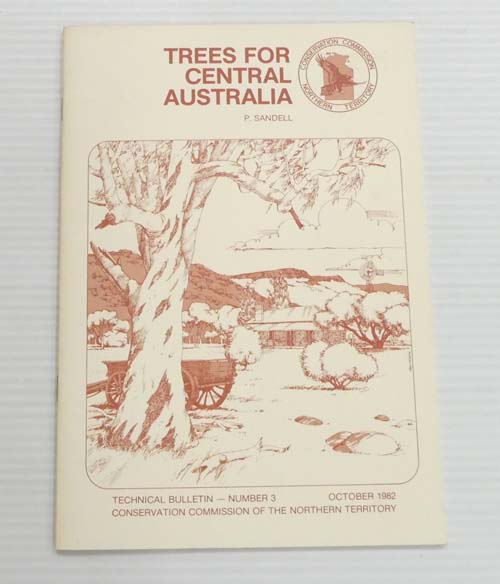 TREES FOR
CENTRAL
AUSTRALIA
P. SANDELL
CONSERVATION COMMISSION
NORTHERN TERRITORY
TECHNICAL BULLETIN — NUMBER 3 OCTOBER 1982
CONSERVATION COMMISSION OF THE NORTHERN TERRITORY